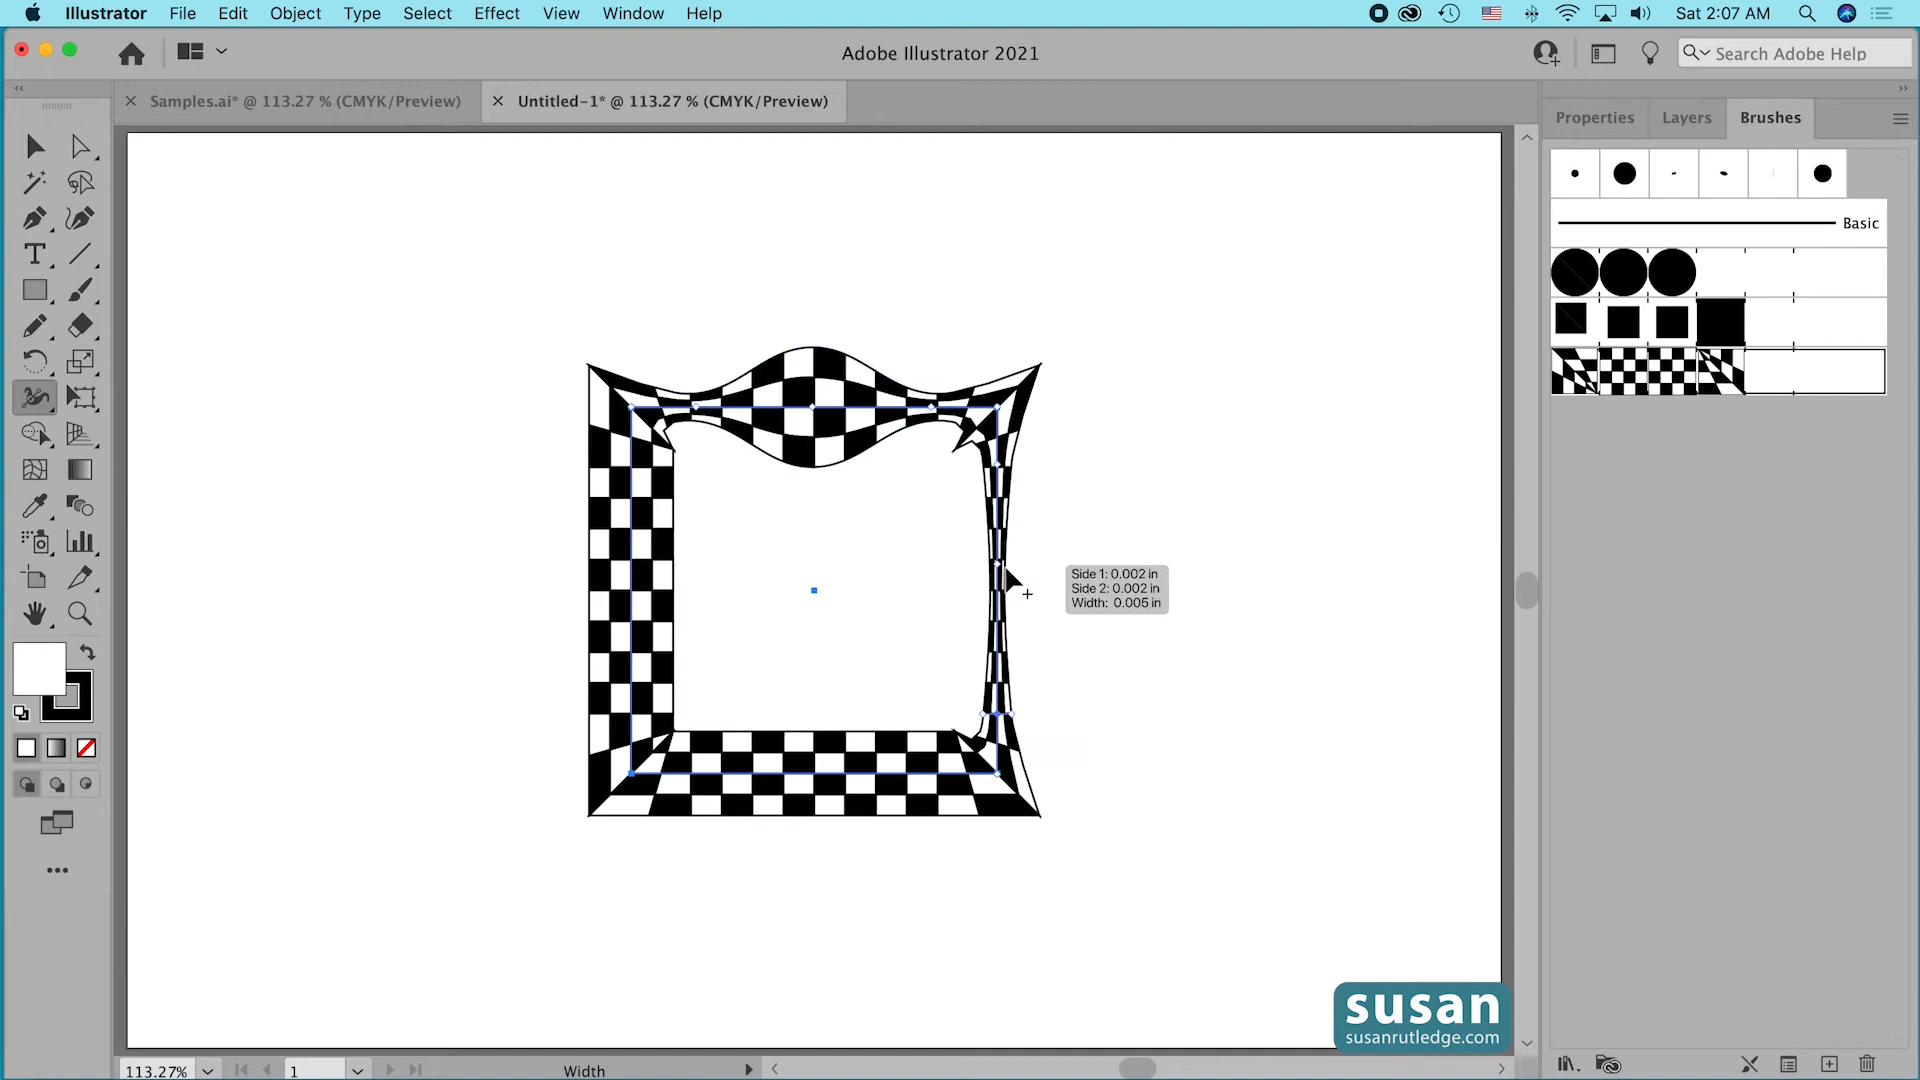 Illustrator File Edit Object Type Select Effect View Window Help Sat 2:07 AM
Adobe Illustrator 2021
Search Adobe Help
Samples.ai* @ 113.27 % (CMYK/Preview)
Untitled-1* @ 113.27 % (CMYK/Preview)
Properties Layers Brushes
Basic
Side 1: 0.002 in
Side 2: 0.002 in
Width: 0.005 in
susan
susanrutledge.com
113.27% 1 Width